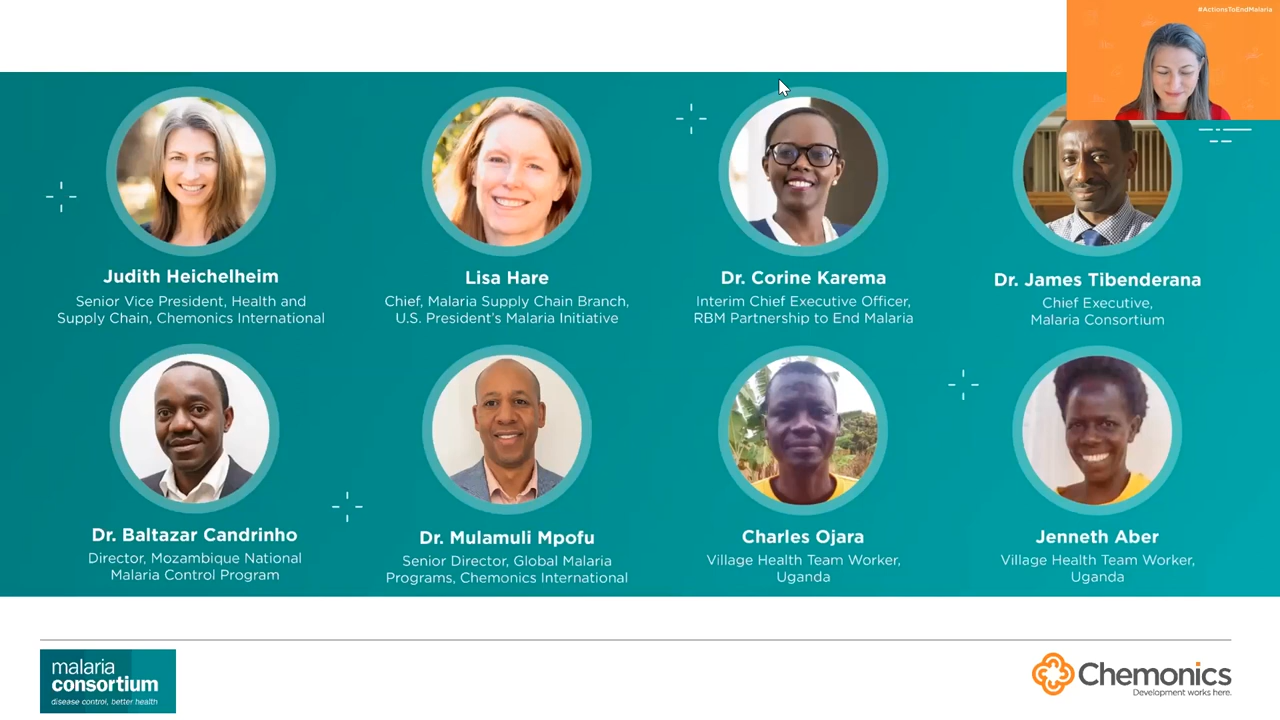 #ActionsToEndMalaria
Judith Heichelheim
Senior Vice President, Health and
Supply Chain, Chemonics International
Lisa Hare
Chief, Malaria Supply Chain Branch,
U.S. President's Malaria Initiative
Dr. Corine Karema
Interim Chief Executive Officer,
RBM Partnership to End Malaria
Dr. James Tibenderana
Chief Executive,
Malaria Consortium
Dr. Baltazar Candrinho
Director, Mozambique National
Malaria Control Program
Dr. Mulamuli Mpofu
Senior Director, Global Malaria
Programs, Chemonics International
Charles Ojara
Village Health Team Worker,
Uganda
Jenneth Aber
Village Health Team Worker,
Uganda
malaria
consortium
disease control, better health
Chemonics
Development works here.